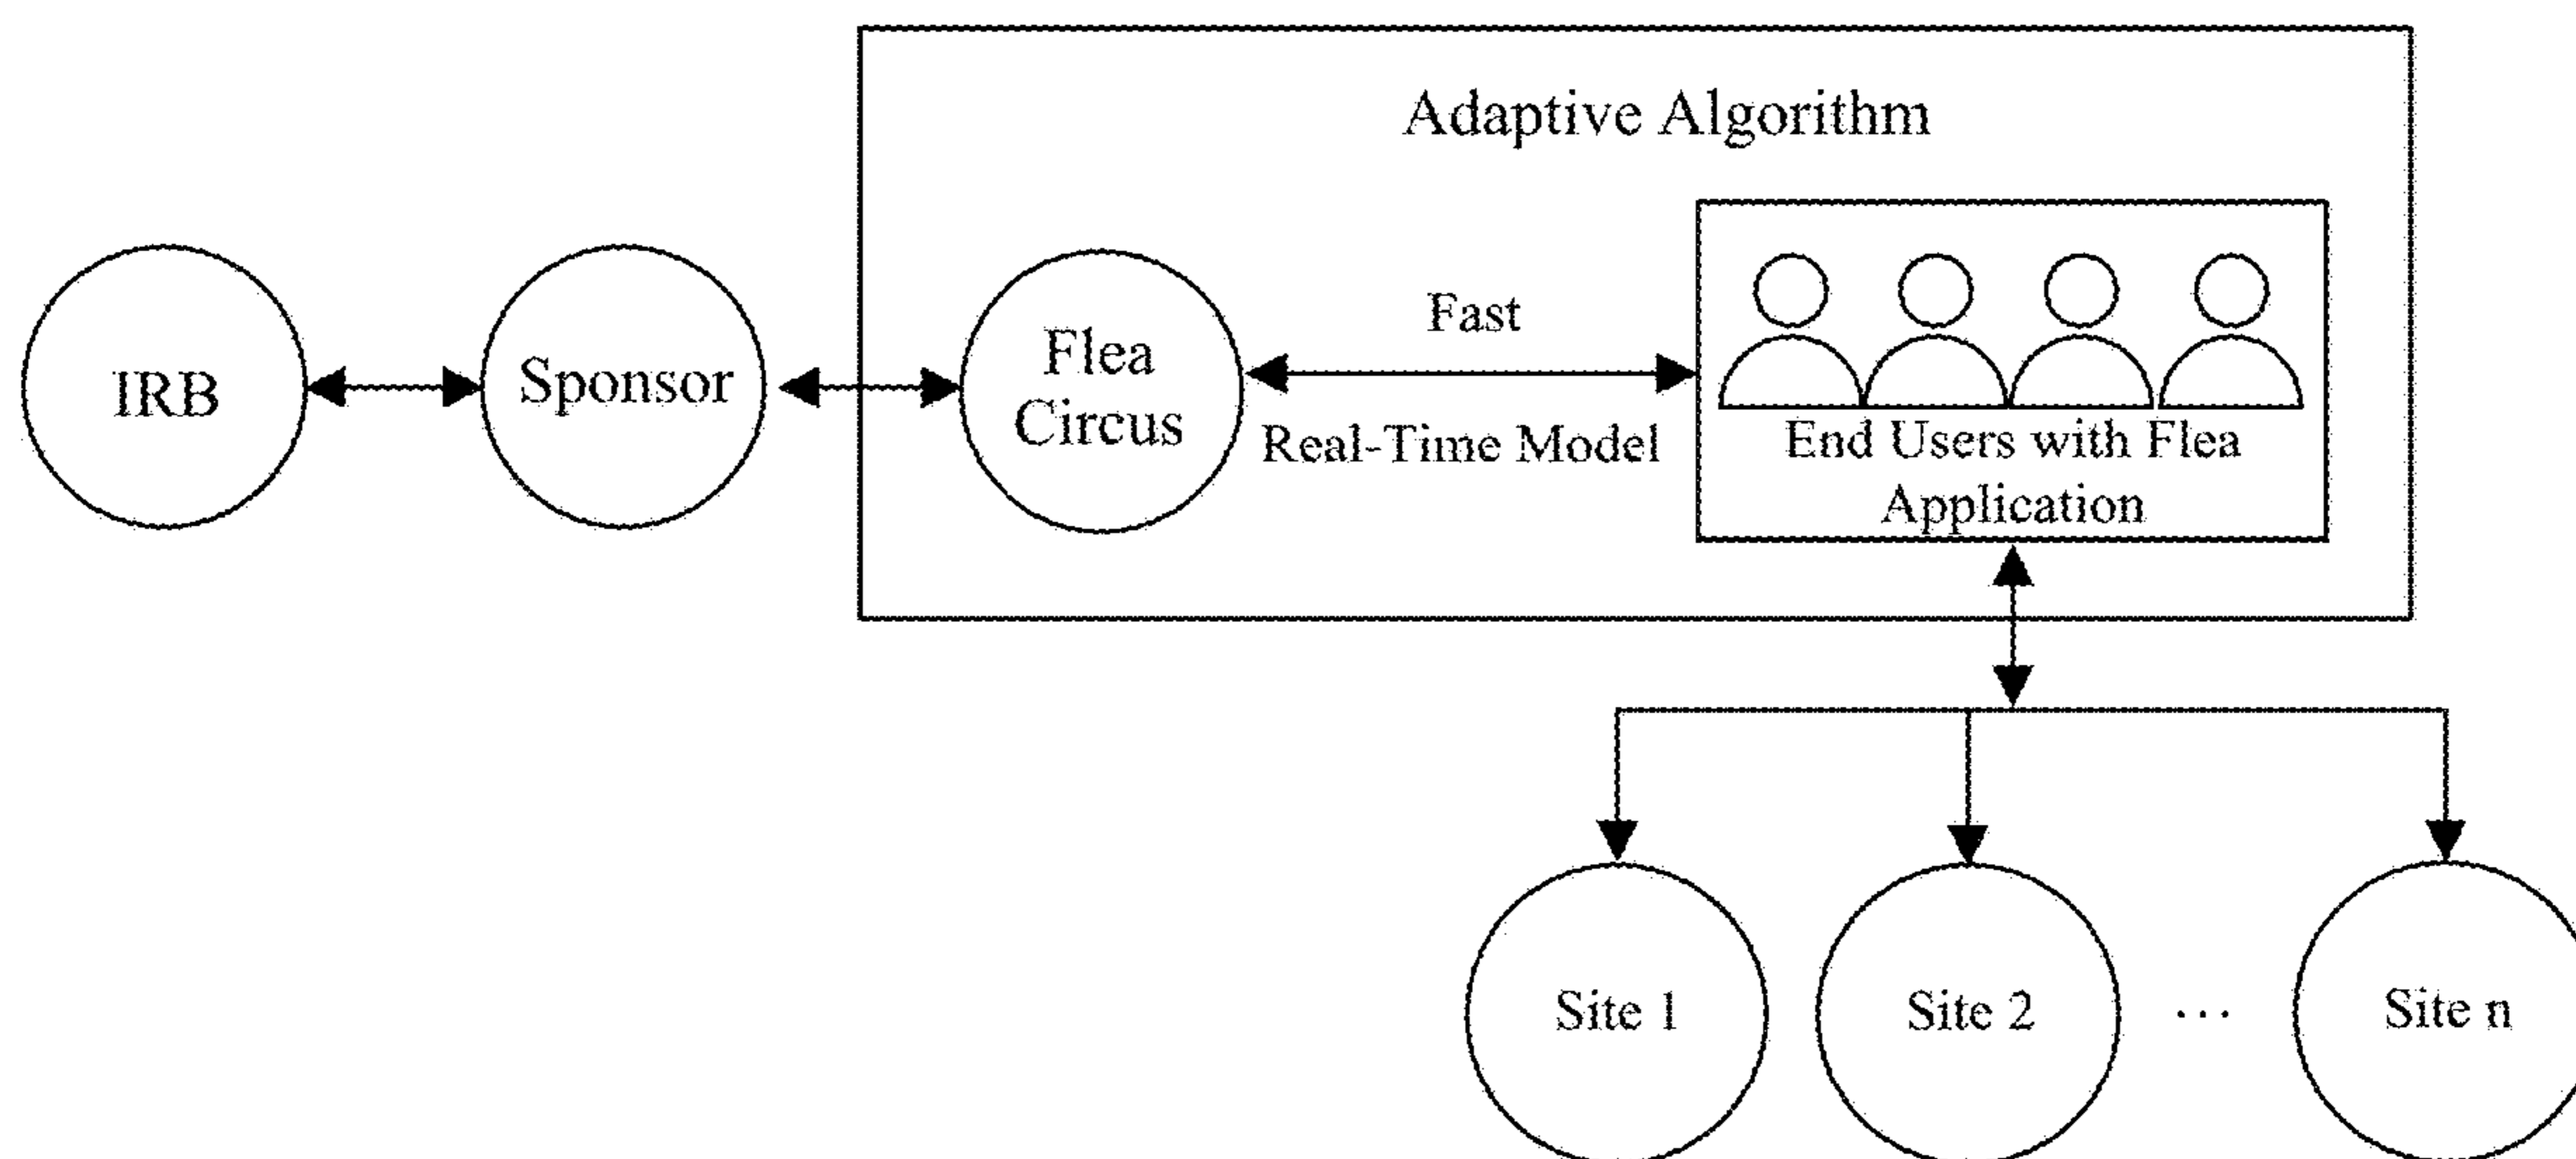 Adaptive Algorithm
IRB
Sponsor
Flea
Circus
Fast
Real-Time Model
End Users with Flea
Application
Site 1
Site 2
...
Site n